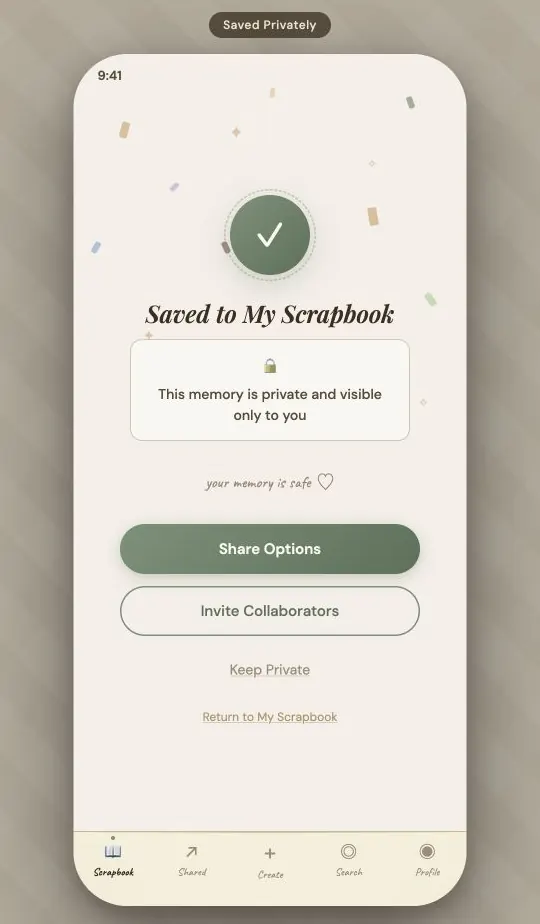 Saved Privately
9:41
Saved to My Scrapbook
This memory is private and visible
only to you
your memory is safe ♡
Share Options
Invite Collaborators
Keep Private
Return to My Scrapbook
Scrapbook
Shared
Create
Search
Profile